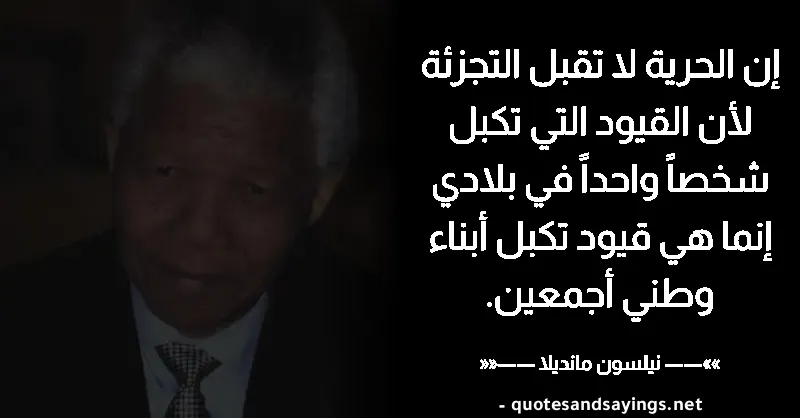 إن الحرية لا تقبل التجزئة
لأن القيود التي تكبل
شخصاً واحداً في بلادي
إنما هي قيود تكبل أبناء
وطني أجمعين.
»»—— نيلسون مانديلا ——««
- quotesandsayings.net